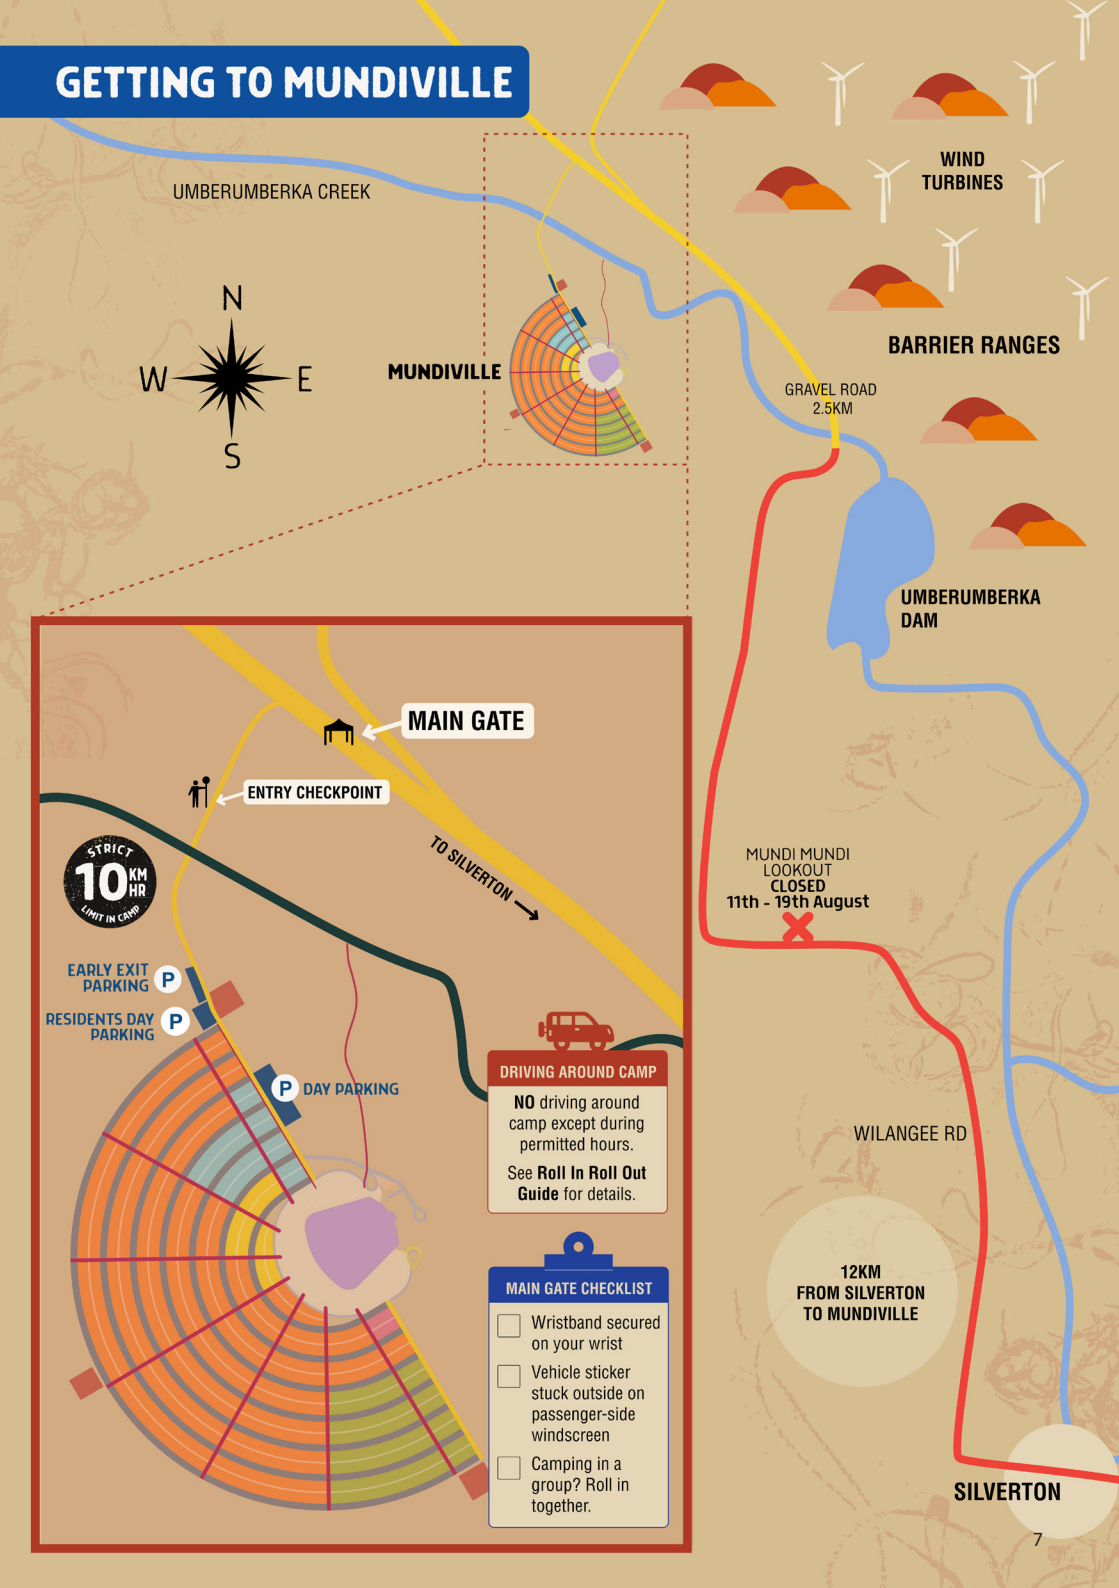 GETTING TO MUNDIVILLE
UMBERUMBERKA CREEK
N
W
E
S
MUNDIVILLE
WIND
TURBINES
BARRIER RANGES
GRAVEL ROAD
2.5KM
UMBERUMBERKA
DAM
MAIN GATE
ENTRY CHECKPOINT
TO SILVERTON
STRICT
10 KM
HR
LIMIT IN CAMP
EARLY EXIT
PARKING
P
RESIDENTS DAY
PARKING
P
P DAY PARKING
DRIVING AROUND CAMP
NO driving around
camp except during
permitted hours.
See Roll In Roll Out
Guide for details.
MAIN GATE CHECKLIST
Wristband secured
on your wrist
Vehicle sticker
stuck outside on
passenger-side
windscreen
Camping in a
group? Roll in
together.
MUNDI MUNDI
LOOKOUT
CLOSED
11th - 19th August
WILANGEE RD
12KM
FROM SILVERTON
TO MUNDIVILLE
SILVERTON
7